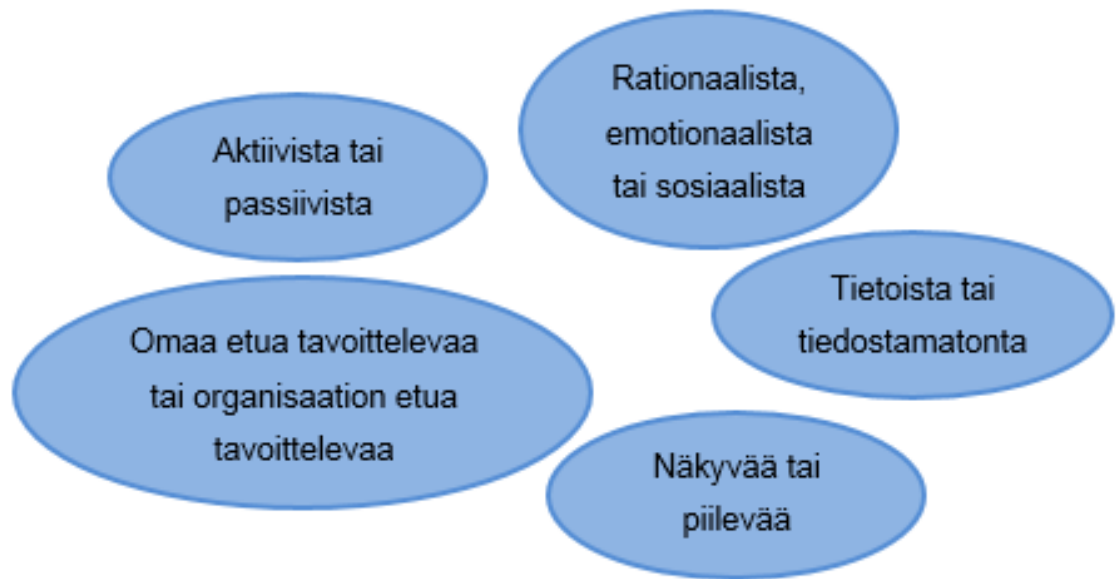 Rationaalista,
emotionaalista
tai sosiaalista
Aktiivista tai
passiivista
Tietoista tai
tiedostamatonta
Omaa etua tavoittelevaa
tai organisaation etua
tavoittelevaa
Näkyvää tai
piilevää